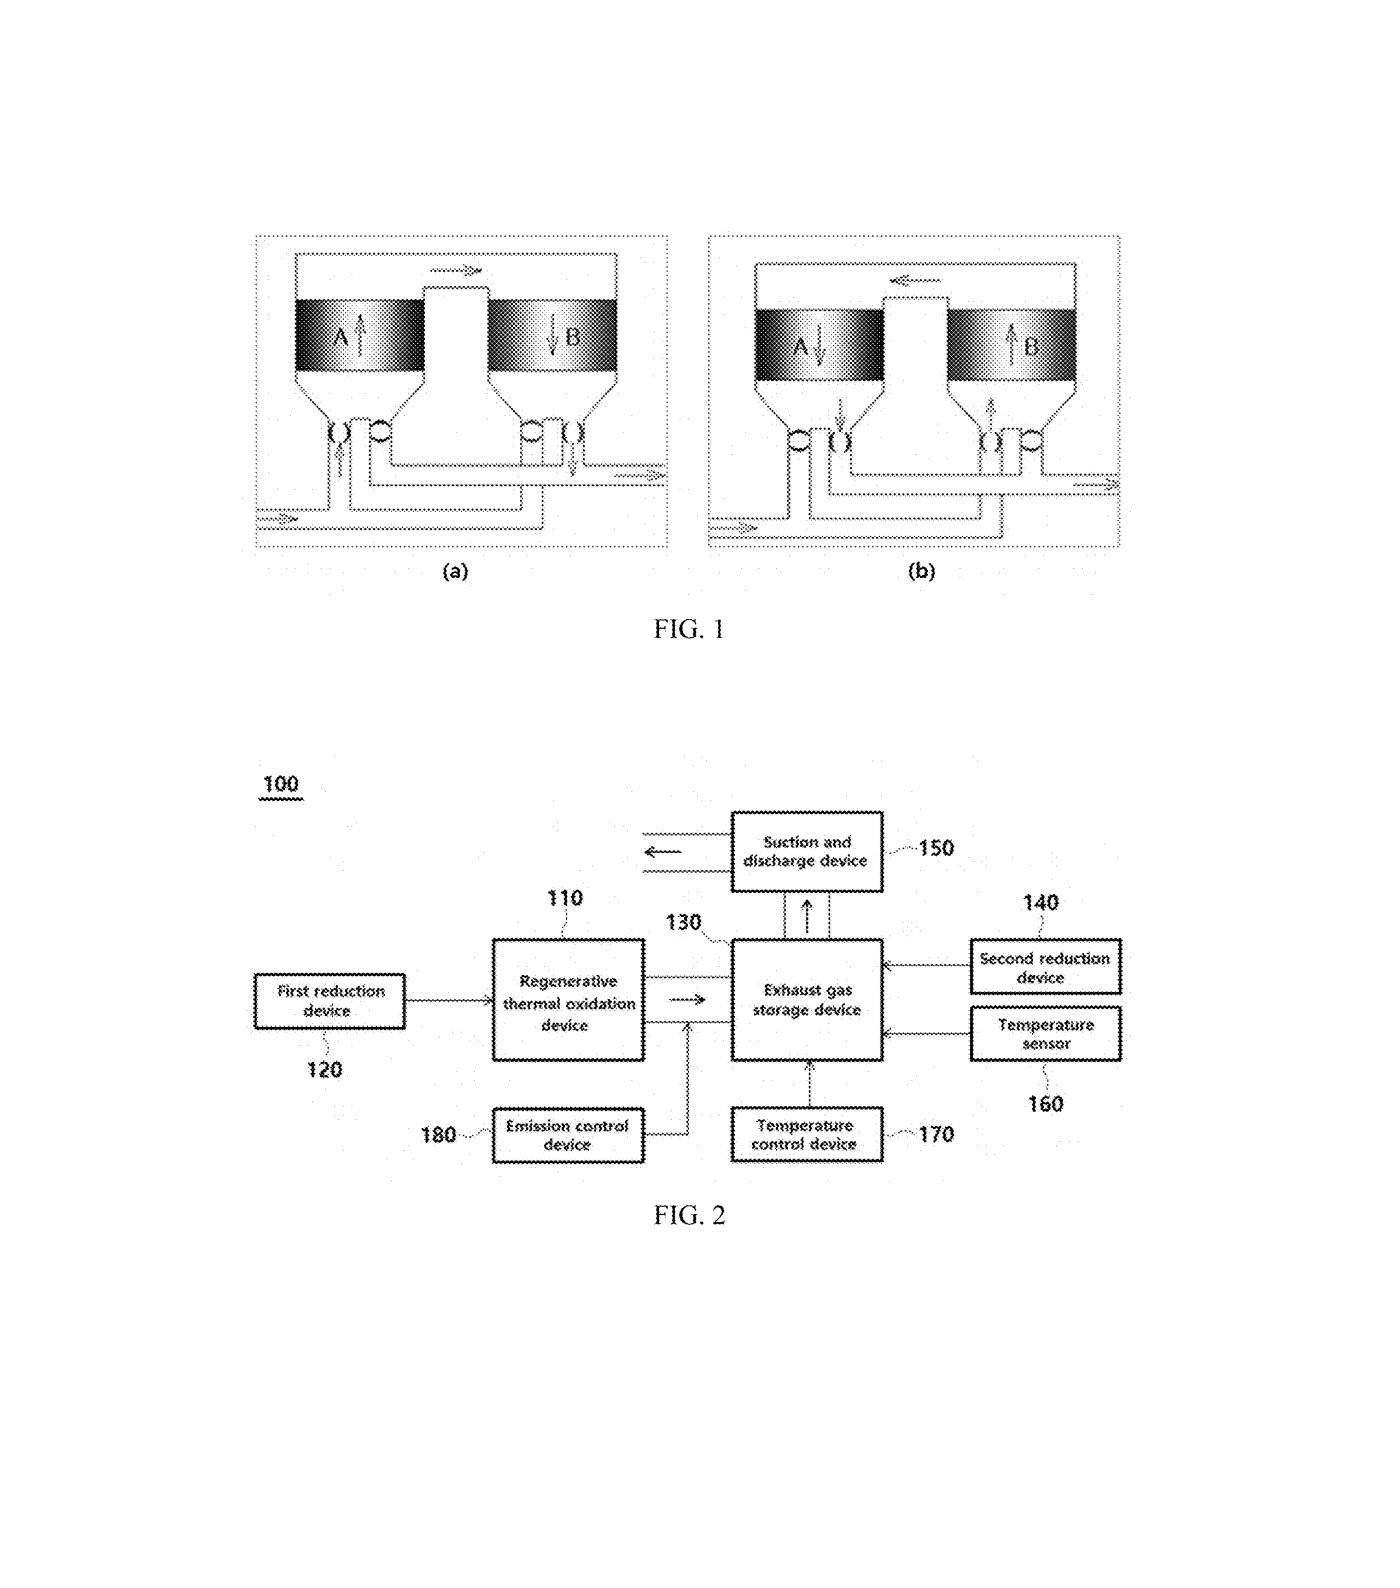 A
B
A
B
(a)
(b)
FIG. 1
100
Suction and
discharge device
150
110
130
140
Regenerative
thermal oxidation
device
Exhaust gas
storage device
Second reduction
device
First reduction
device
Temperature
sensor
120
160
180
Emission control
device
Temperature
control device
170
FIG. 2